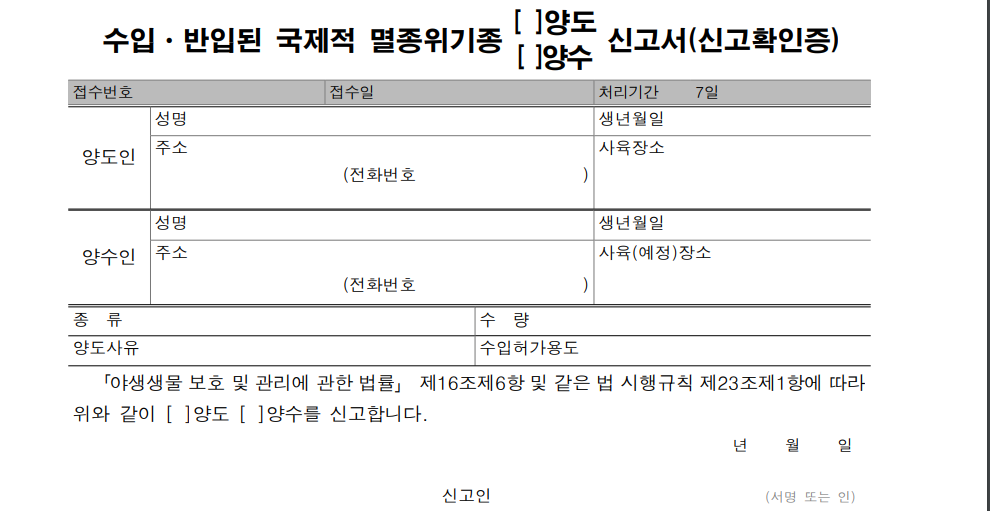 수입 · 반입된 국제적 멸종위기종 [ ]양도 [ ]양수 신고서(신고확인증)
접수번호 접수일 처리기간 7일
양도인
성명 생년월일
주소 사육장소
(전화번호 )
양수인
성명 생년월일
주소 사육(예정)장소
(전화번호 )
종 류 수 량
양도사유 수입허가용도
「야생생물 보호 및 관리에 관한 법률」 제16조제6항 및 같은 법 시행규칙 제23조제1항에 따라
위와 같이 [ ]양도 [ ]양수를 신고합니다.
년 월 일
신고인 (서명 또는 인)